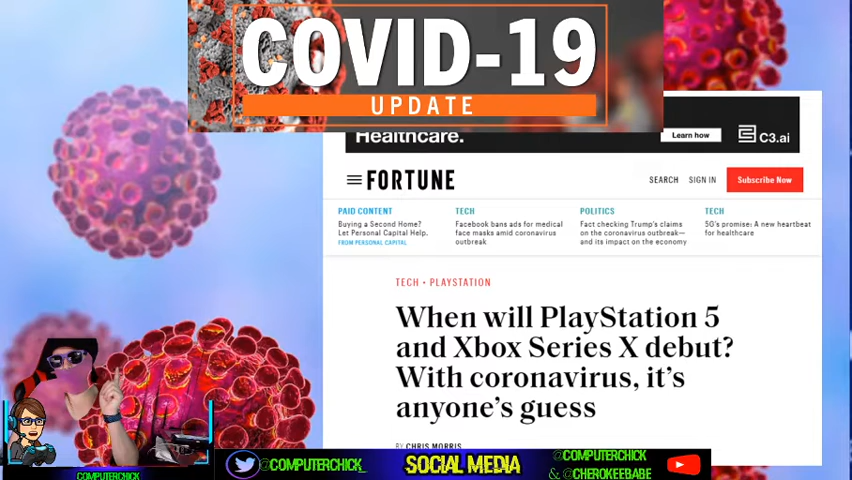 COVID-19
UPDATE
Healthcare.
Learn how
C3.ai
FORTUNE
SEARCH
SIGN IN
Subscribe Now
PAID CONTENT
Buying a Second Home?
Let Personal Capital Help.
FROM PERSONAL CAPITAL
TECH
Facebook bans ads for medical
face masks amid coronavirus
outbreak
POLITICS
Fact checking Trump's claims
on the coronavirus outbreak—
and its impact on the economy
TECH
5G's promise: A new heartbeat
for healthcare
TECH • PLAYSTATION
When will PlayStation 5
and Xbox Series X debut?
With coronavirus, it's
anyone's guess
BY CHRIS MORRIS
COMPUTERCHICK
@COMPUTERCHICK_
SOCIAL MEDIA
@COMPUTERCHICK
& @CHEROKEEBABE